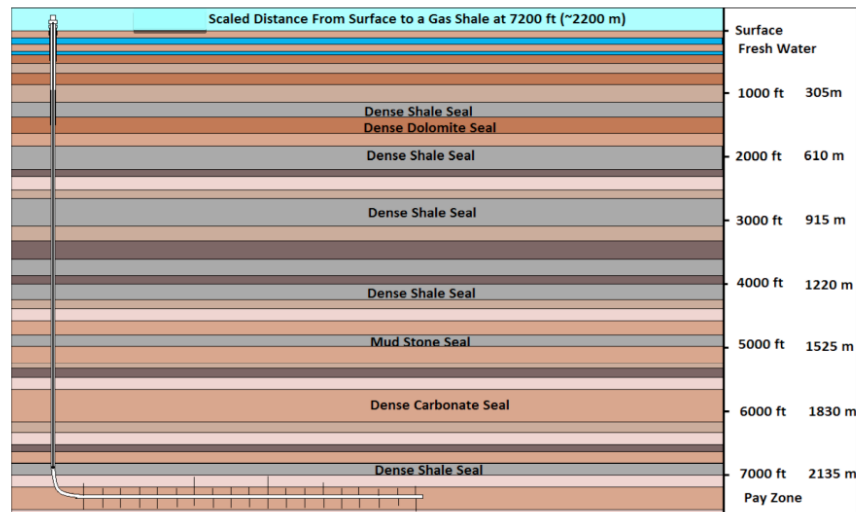 Scaled Distance From Surface to a Gas Shale at 7200 ft (~2200 m)
Surface
Fresh Water
1000 ft 305m
Dense Shale Seal
Dense Dolomite Seal
Dense Shale Seal
2000 ft 610 m
Dense Shale Seal
3000 ft 915 m
4000 ft 1220 m
Dense Shale Seal
Mud Stone Seal
5000 ft 1525 m
Dense Carbonate Seal
6000 ft 1830 m
Dense Shale Seal
7000 ft 2135 m
Pay Zone